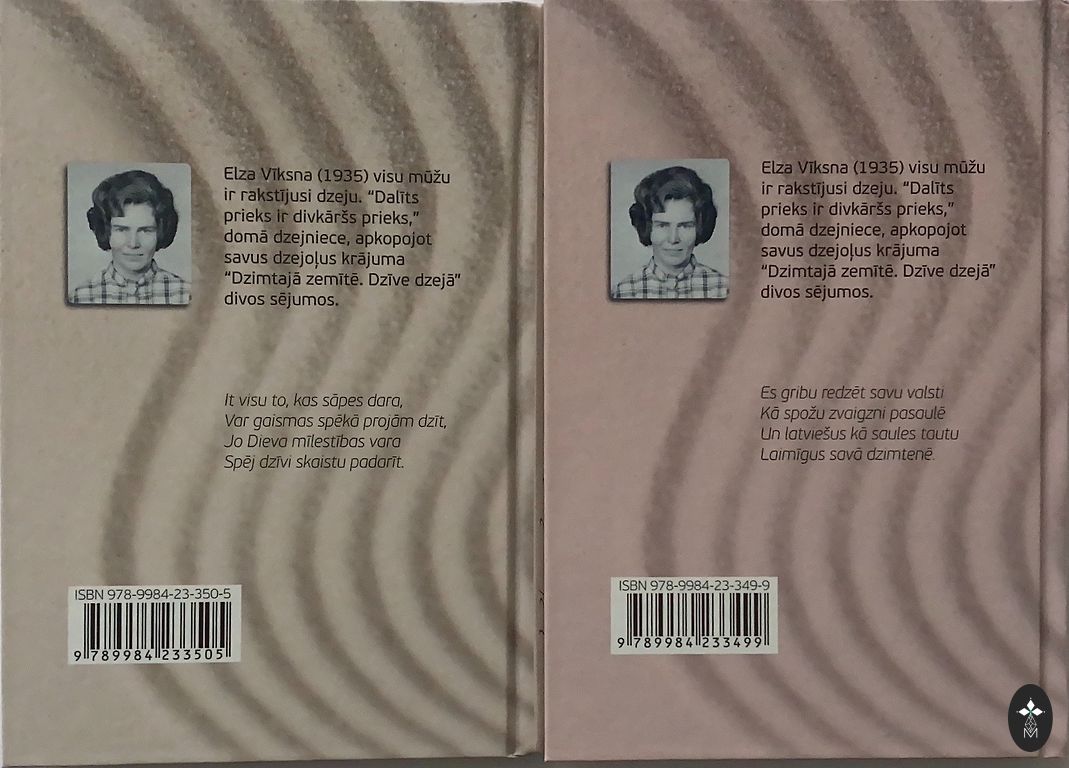 Elza Vīksna (1935) visu mūžu
ir rakstījusi dzeju. “Dalīts
prieks ir divkāršs prieks,”
domā dzejniece, apkopojot
savus dzejoļus krājuma
“Dzimtajā zemītē. Dzīve dzejā”
divos sējumos.
It visu to, kas sāpes dara,
Var gaismas spēkā projām dzīt,
Jo Dieva mīlestības vara
Spēj dzīvi skaistu padarīt.
ISBN 978-9984-23-350-5
9 789984 233505
Elza Vīksna (1935) visu mūžu
ir rakstījusi dzeju. “Dalīts
prieks ir divkāršs prieks,”
domā dzejniece, apkopojot
savus dzejoļus krājuma
“Dzimtajā zemītē. Dzīve dzejā”
divos sējumos.
Es gribu redzēt savu valsti
Kā spožu zvaigzni pasaulē
Un latviešus kā saules tautu
Laimīgus savā dzimtenē.
ISBN 978-9984-23-349-9
9 789984 233499
M